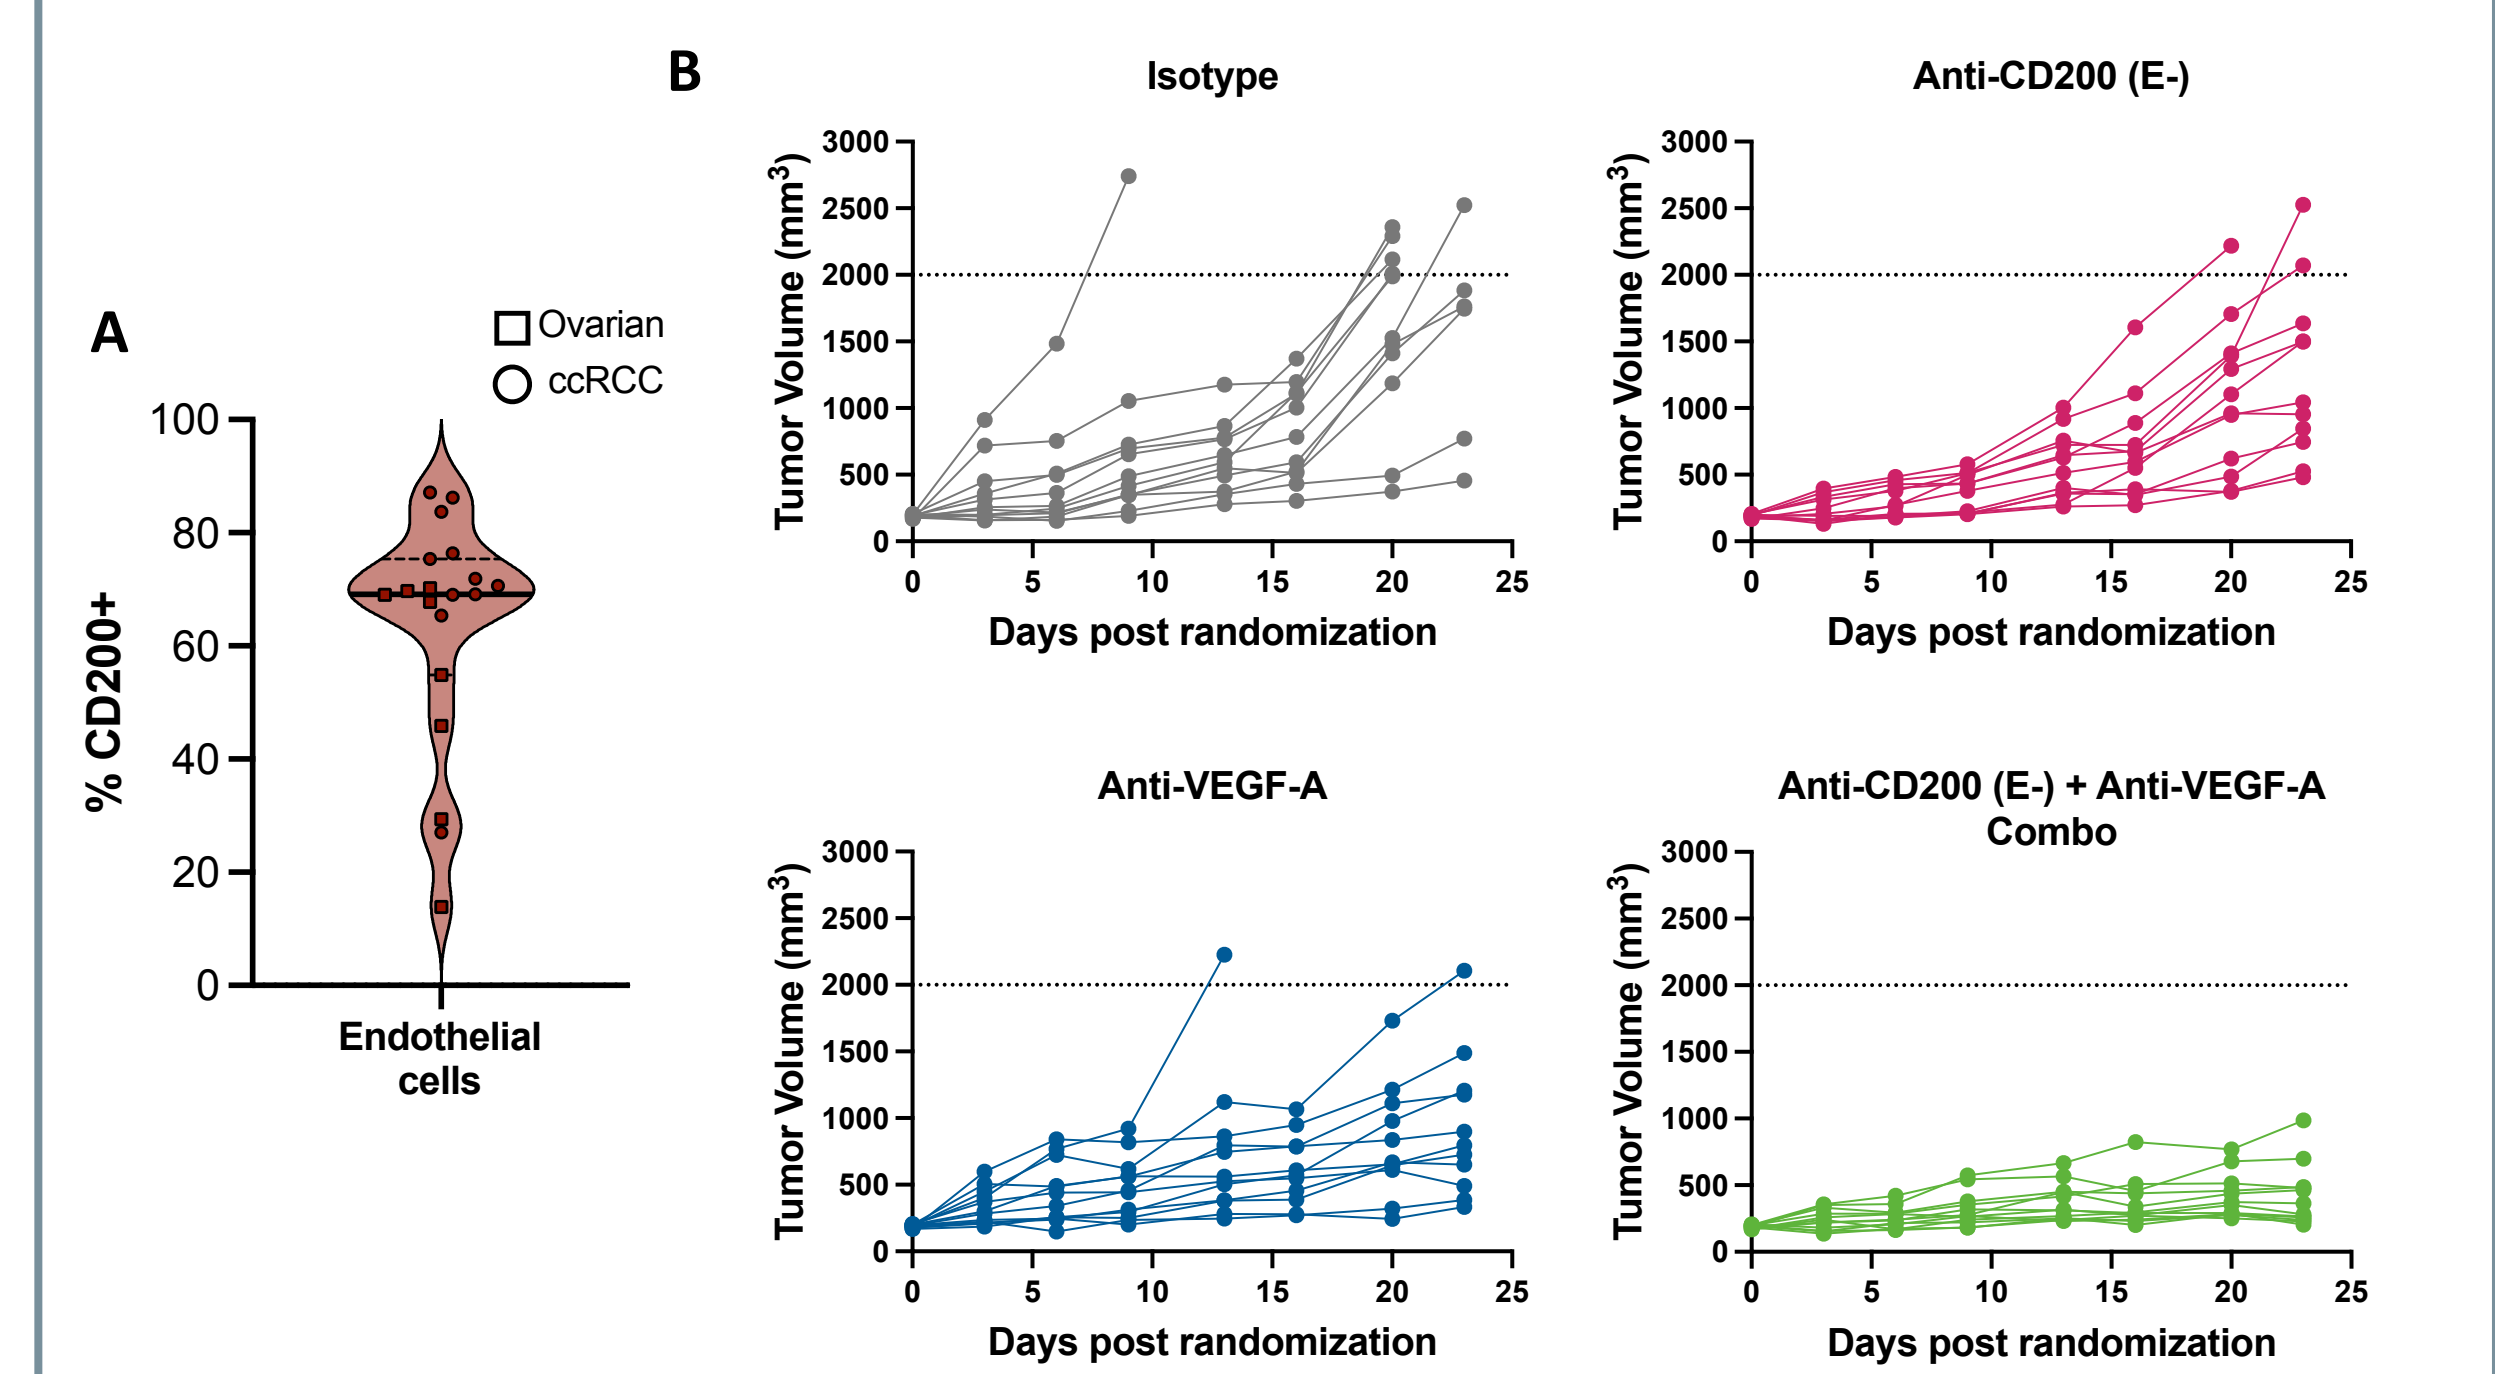 A
Ovarian
ccRCC
% CD200+
100
80
60
40
20
0
Endothelial
cells
B
Isotype
Tumor Volume (mm³)
3000
2500
2000
1500
1000
500
0
0 5 10 15 20 25
Days post randomization
Anti-CD200 (E-)
Tumor Volume (mm³)
3000
2500
2000
1500
1000
500
0
0 5 10 15 20 25
Days post randomization
Anti-VEGF-A
Tumor Volume (mm³)
3000
2500
2000
1500
1000
500
0
0 5 10 15 20 25
Days post randomization
Anti-CD200 (E-) + Anti-VEGF-A
Combo
Tumor Volume (mm³)
3000
2500
2000
1500
1000
500
0
0 5 10 15 20 25
Days post randomization